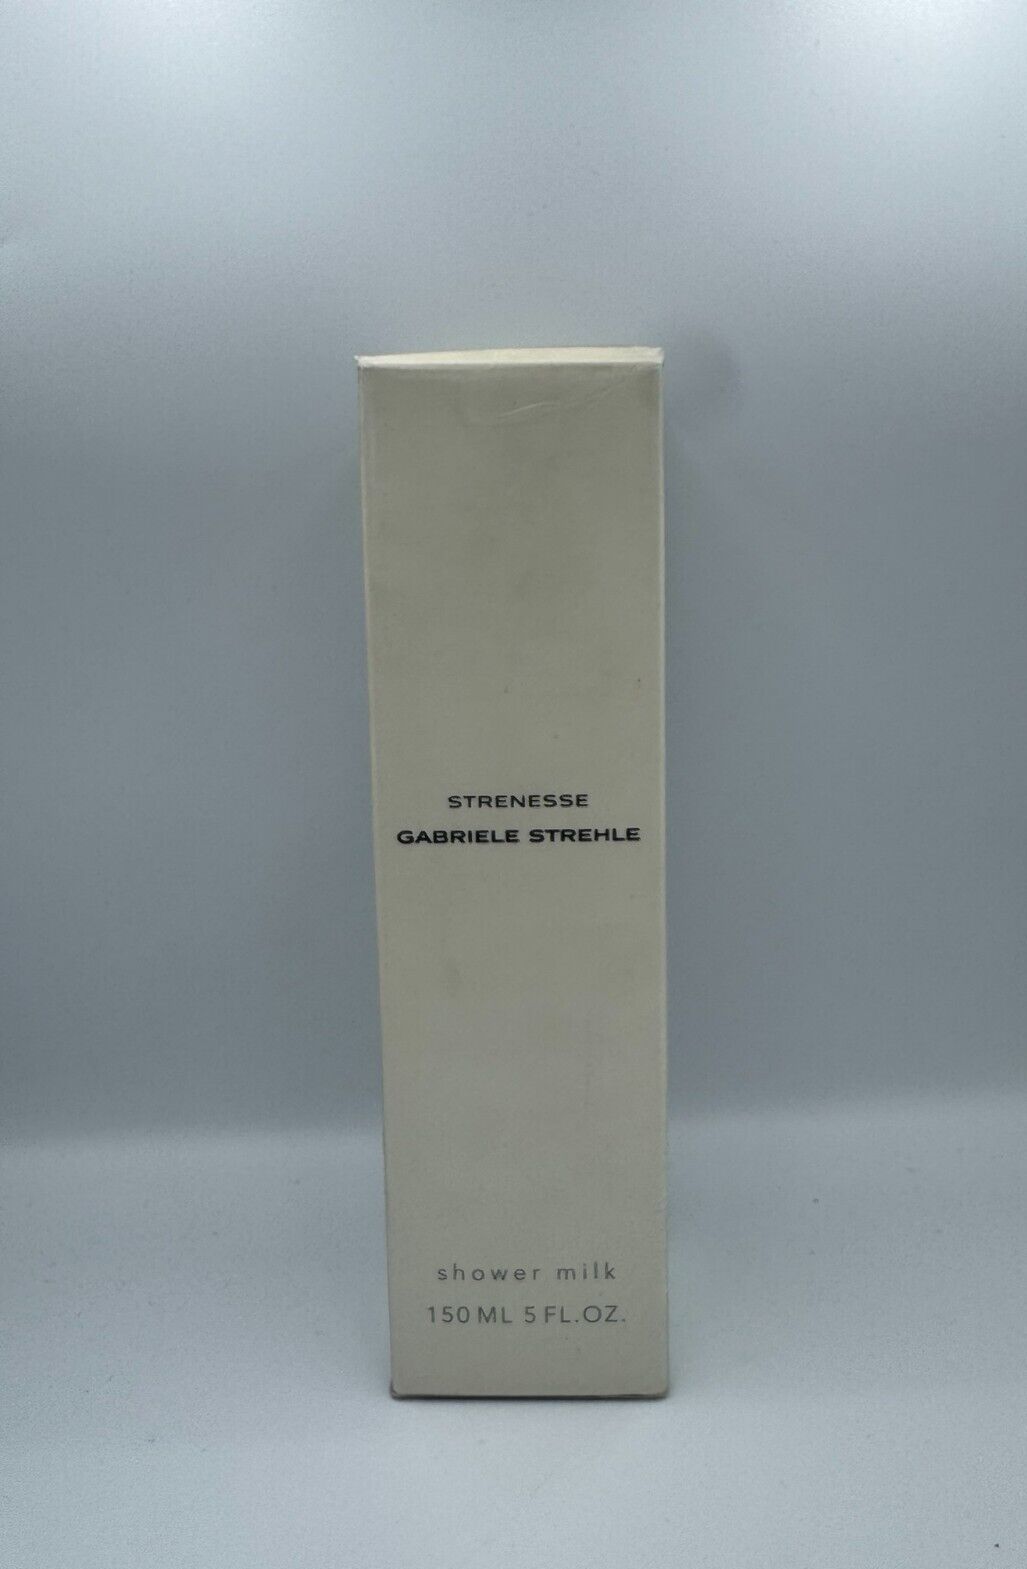 STRENESSE
GABRIELE STREHLE
shower milk
150 ML 5 FL.OZ.